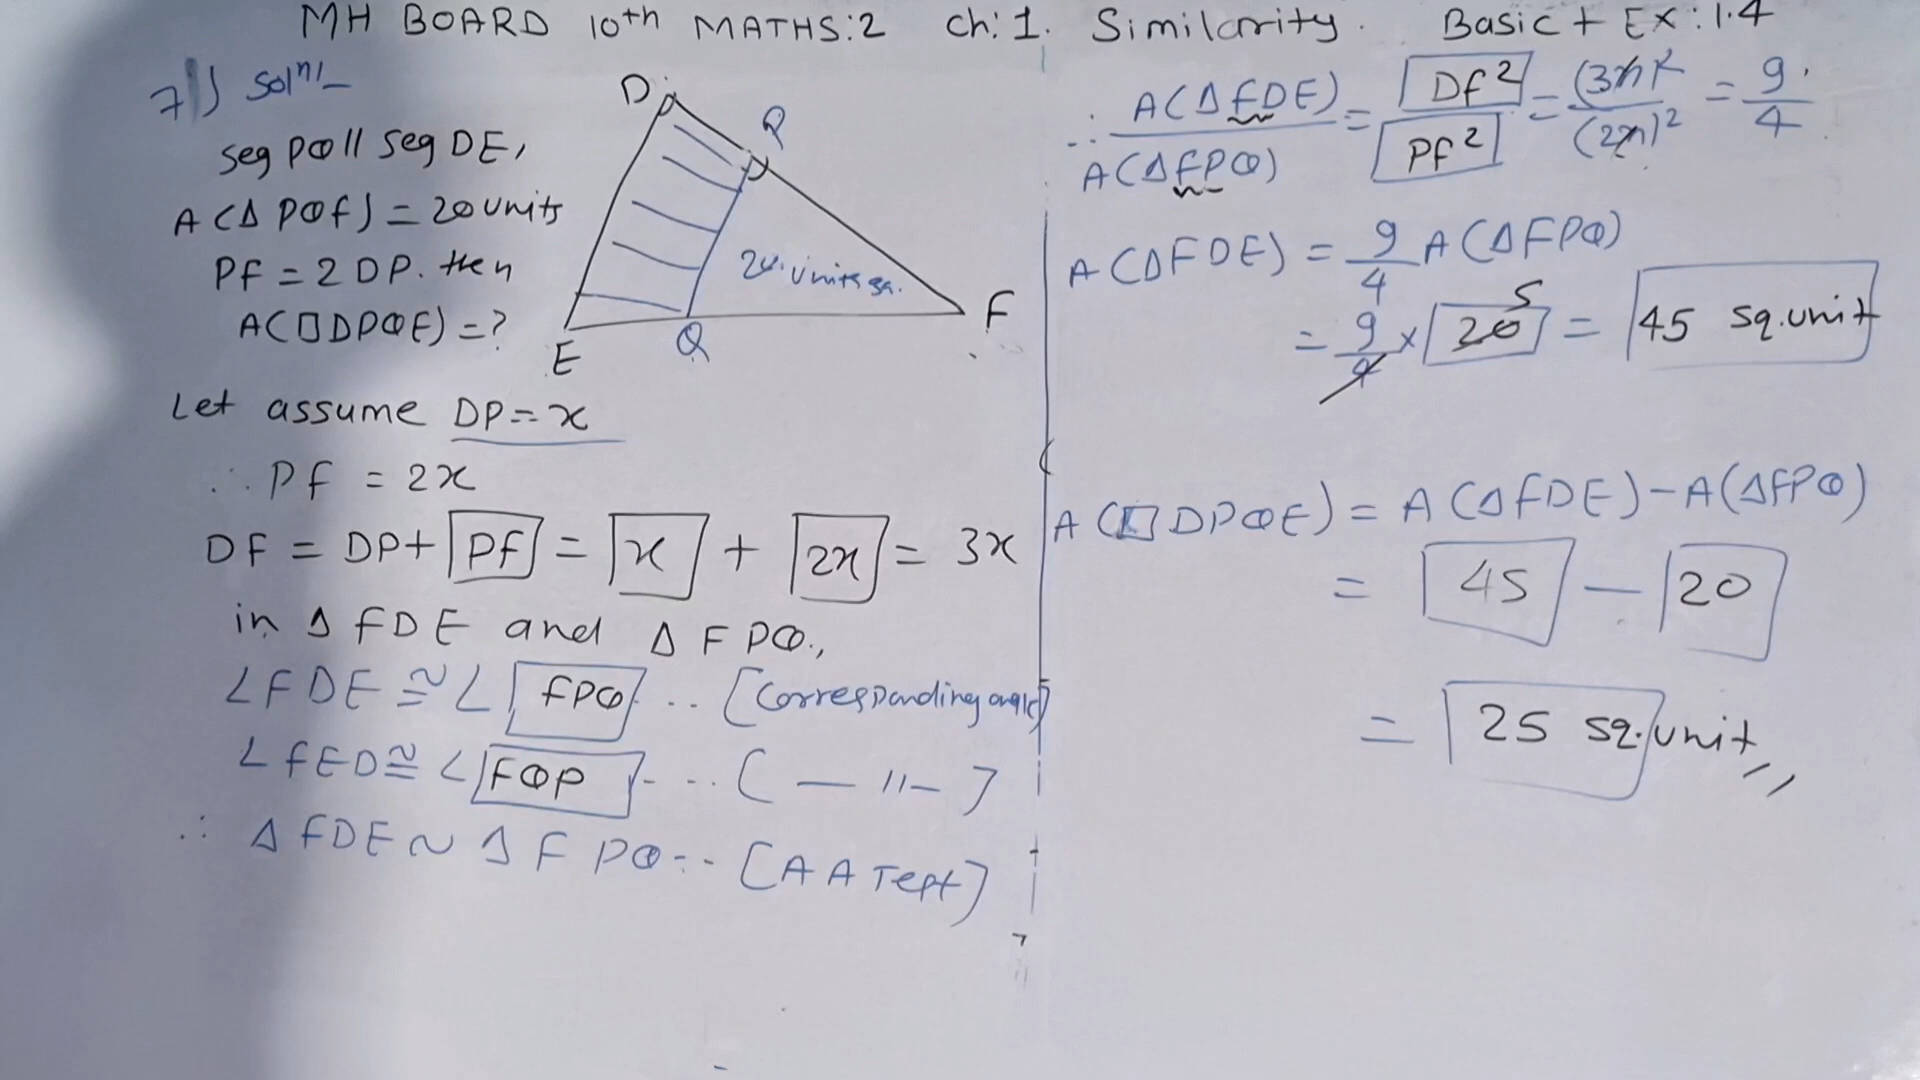 MH BOARD 10th MATHS:2 Ch:1. Similarity. Basic + EX:1.4
7) Soln:-
Seg PQ || Seg DE,
A(Δ PQF) = 20 units
PF = 2 DP. then
A(□DPQE) = ?
D
P
20 units sq.
E
Q
F
Let assume DP = x
∴ PF = 2x
DF = DP + PF = x + 2x = 3x
in Δ FDE and Δ FPQ.,
∠FDE ≅ ∠ FPQ .. [Corresponding angle]
∠FED ≅ ∠ FQP ... [ — 11 — ]
∴ Δ FDE ~ Δ FPQ -- [AA Test]
∴ A(Δ FDE) / A(Δ FPQ) = DF² / PF² = (3x)² / (2x)² = 9 / 4
A(Δ FDE) = 9/4 A(Δ FPQ)
= 9/4 × 20 5 = 45 sq.unit
A(□ DPQE) = A(Δ FDE) - A(Δ FPQ)
= 45 — 20
= 25 sq.unit,,